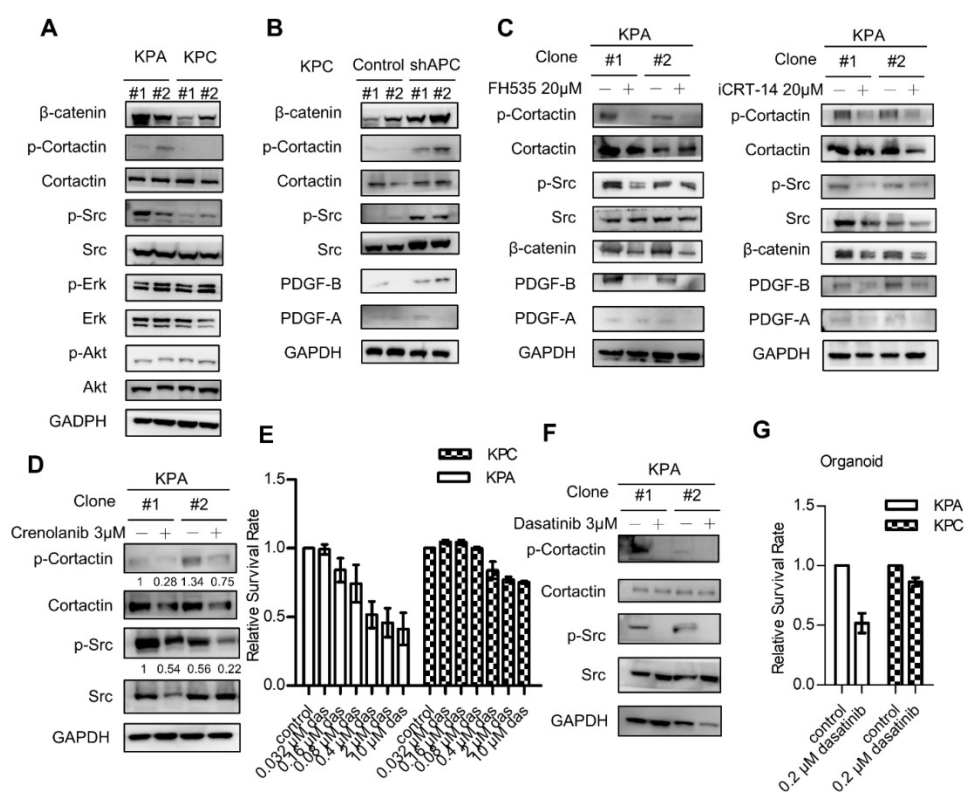 A
KPA KPC
#1 #2 #1 #2
β-catenin
p-Cortactin
Cortactin
p-Src
Src
p-Erk
Erk
p-Akt
Akt
GADPH
B
KPC Control shAPC
#1 #2 #1 #2
β-catenin
p-Cortactin
Cortactin
p-Src
Src
PDGF-B
PDGF-A
GAPDH
C
KPA
Clone #1 #2
FH535 20μM − + − +
p-Cortactin
Cortactin
p-Src
Src
β-catenin
PDGF-B
PDGF-A
GAPDH
KPA
Clone #1 #2
iCRT-14 20μM − + − +
p-Cortactin
Cortactin
p-Src
Src
β-catenin
PDGF-B
PDGF-A
GAPDH
D
KPA
Clone #1 #2
Crenolanib 3μM − + − +
p-Cortactin
1 0.28 1.34 0.75
Cortactin
p-Src
1 0.54 0.56 0.22
Src
GAPDH
E
KPC
KPA
Relative Survival Rate
1.5
1.0
0.5
0.0
control
0.032 μM das
0.16 μM das
0.08 μM das
0.4 μM das
2 μM das
10 μM das
control
0.032 μM das
0.16 μM das
0.08 μM das
0.4 μM das
2 μM das
10 μM das
F
KPA
Clone #1 #2
Dasatinib 3μM − + − +
p-Cortactin
Cortactin
p-Src
Src
GAPDH
G
Organoid
KPA
KPC
Relative Survival Rate
1.5
1.0
0.5
0.0
control
0.2 μM dasatinib
control
0.2 μM dasatinib